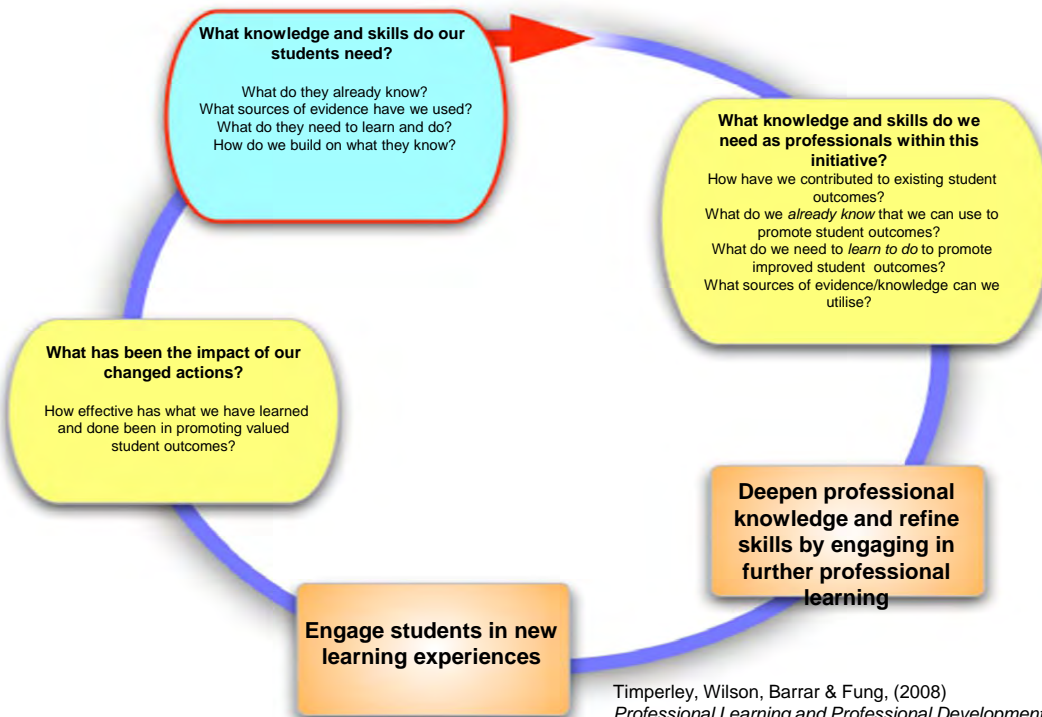 What knowledge and skills do our
students need?
What do they already know?
What sources of evidence have we used?
What do they need to learn and do?
How do we build on what they know?
What knowledge and skills do we
need as professionals within this
initiative?
How have we contributed to existing student
outcomes?
What do we already know that we can use to
promote student outcomes?
What do we need to learn to do to promote
improved student outcomes?
What sources of evidence/knowledge can we
utilise?
Deepen professional
knowledge and refine
skills by engaging in
further professional
learning
Engage students in new
learning experiences
What has been the impact of our
changed actions?
How effective has what we have learned
and done been in promoting valued
student outcomes?
Timperley, Wilson, Barrar & Fung, (2008)
Professional Learning and Professional Development